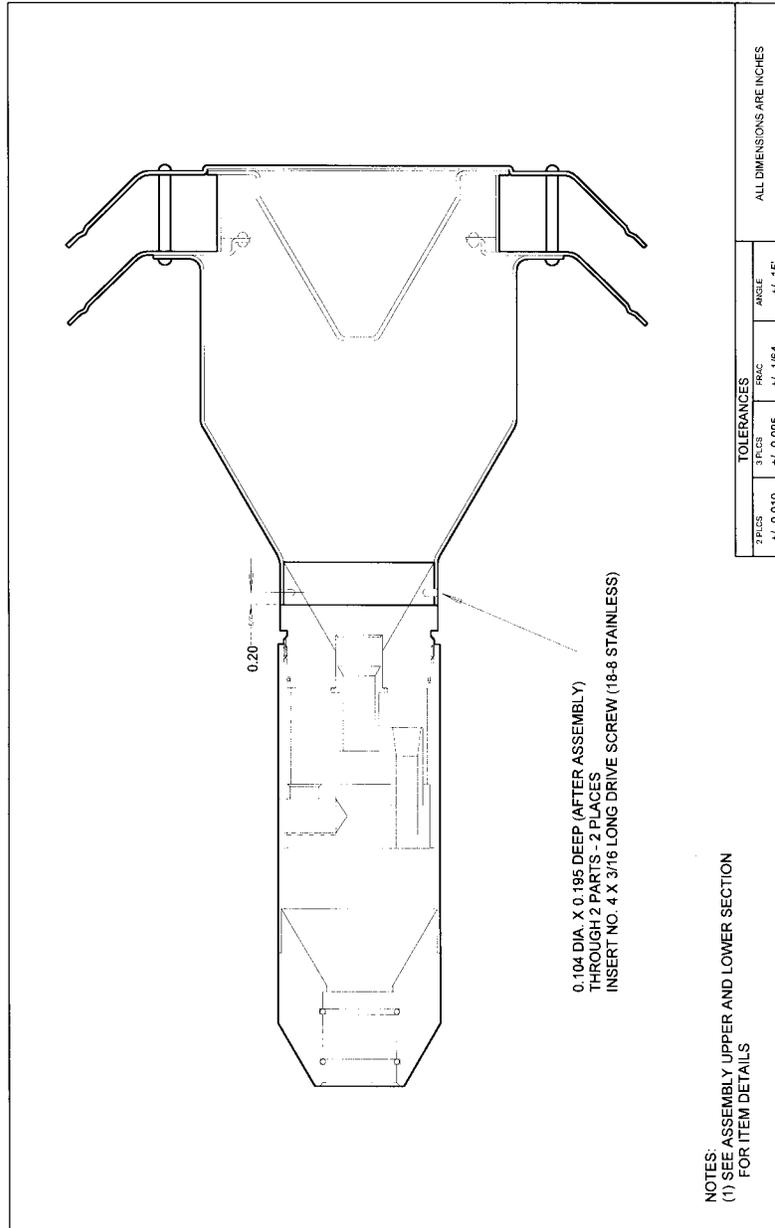 0.20
0.104 DIA. X 0.195 DEEP (AFTER ASSEMBLY)
THROUGH 2 PARTS - 2 PLACES
INSERT NO. 4 X 3/16 LONG DRIVE SCREW (18-8 STAINLESS)
NOTES:
(1) SEE ASSEMBLY UPPER AND LOWER SECTION
FOR ITEM DETAILS
TOLERANCES
2 PLCS 3 PLCS FRAC ANGLE
ALL DIMENSIONS ARE INCHES